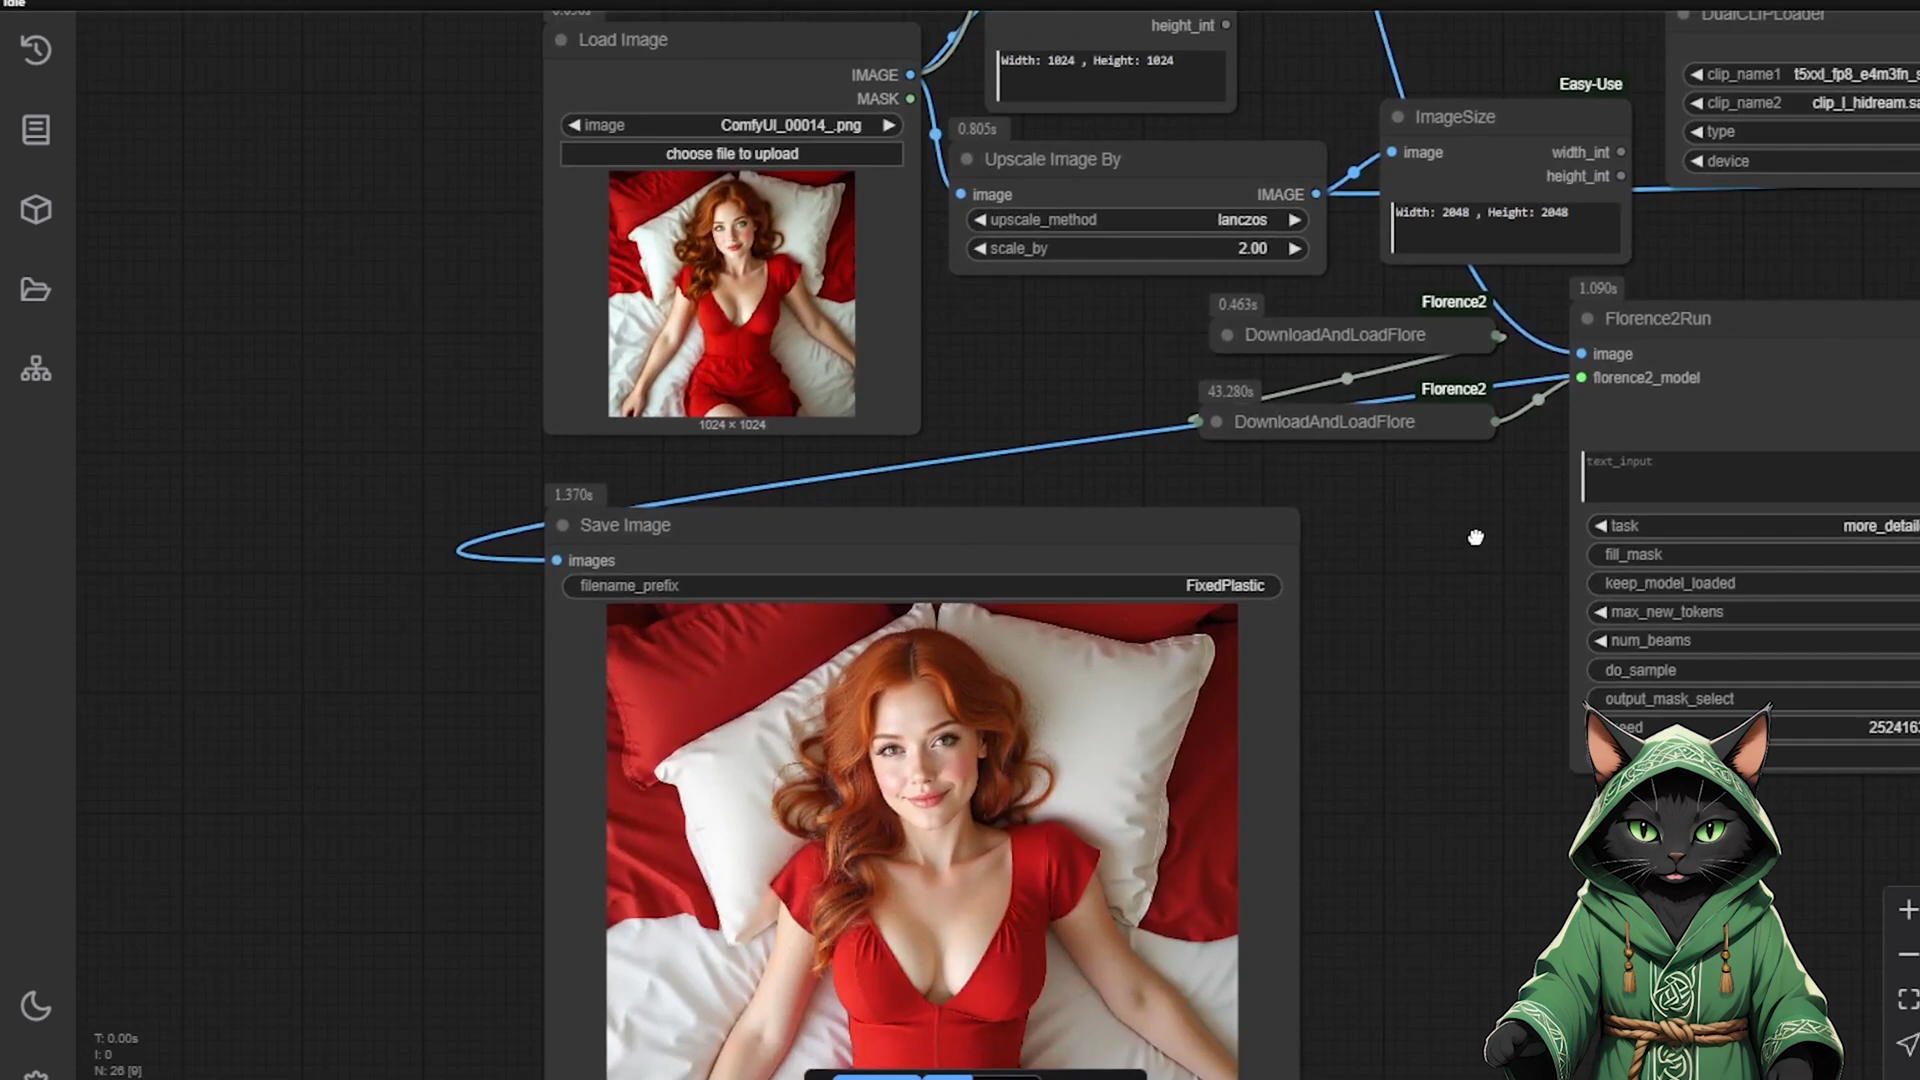 Idle
Load Image
IMAGE
MASK
image ComfyUI_00014_.png
choose file to upload
1024 × 1024
height_int
Width: 1024 , Height: 1024
0.805s
Upscale Image By
image IMAGE
upscale_method lanczos
scale_by 2.00
Easy-Use
ImageSize
image width_int
height_int
Width: 2048 , Height: 2048
DualCLIPLoader
clip_name1 t5xxl_fp8_e4m3fn_s
clip_name2 clip_l_hidream.sa
type
device
0.463s Florence2
DownloadAndLoadFlore
43.280s Florence2
DownloadAndLoadFlore
1.090s
Florence2Run
image
florence2_model
text_input
task more_detail
fill_mask
keep_model_loaded
max_new_tokens
num_beams
do_sample
output_mask_select
252416
1.370s
Save Image
images
filename_prefix FixedPlastic
T: 0.00s
I: 0
N: 26 [9]